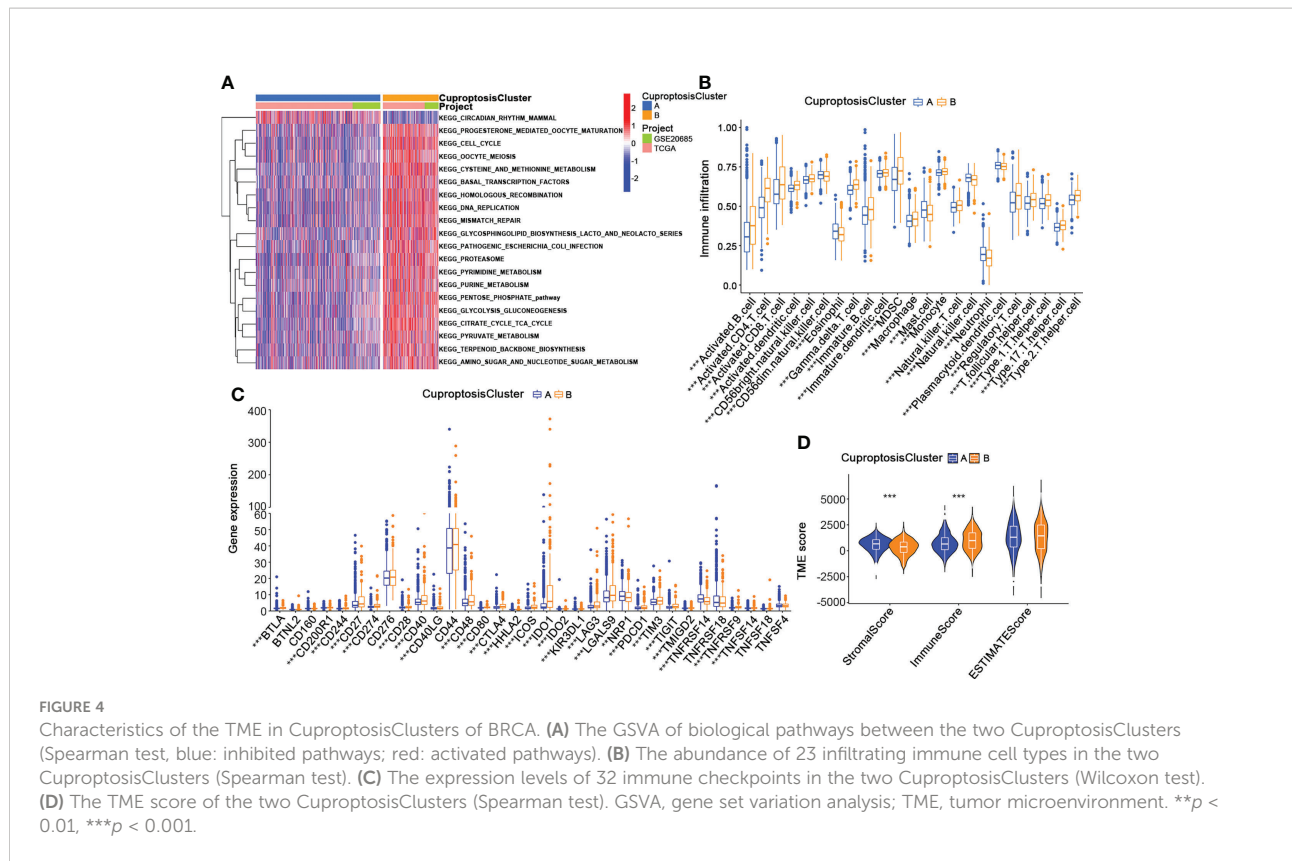 A
CuproptosisCluster
Project
KEGG_CIRCADIAN_RHYTHM_MAMMAL
KEGG_PROGESTERONE_MEDIATED_OOCYTE_MATURATION
KEGG_CELL_CYCLE
KEGG_OOCYTE_MEIOSIS
KEGG_CYSTEINE_AND_METHIONINE_METABOLISM
KEGG_BASAL_TRANSCRIPTION_FACTORS
KEGG_HOMOLOGOUS_RECOMBINATION
KEGG_DNA_REPLICATION
KEGG_MISMATCH_REPAIR
KEGG_GLYCOSPHINGOLIPID_BIOSYNTHESIS_LACTO_AND_NEOLACTO_SERIES
KEGG_PATHOGENIC_ESCHERICHIA_COLI_INFECTION
KEGG_PROTEASOME
KEGG_PYRIMIDINE_METABOLISM
KEGG_PURINE_METABOLISM
KEGG_PENTOSE_PHOSPHATE_pathway
KEGG_GLYCOLYSIS_GLUCONEOGENESIS
KEGG_CITRATE_CYCLE_TCA_CYCLE
KEGG_PYRUVATE_METABOLISM
KEGG_TERPENOID_BACKBONE_BIOSYNTHESIS
KEGG_AMINO_SUGAR_AND_NUCLEOTIDE_SUGAR_METABOLISM
2
1
0
-1
-2
CuproptosisCluster
A
B
Project
GSE20685
TCGA
B
CuproptosisCluster A B
Immune infiltration
1.00
0.75
0.50
0.25
0.0
***Activated.B.cell
***Activated.CD4.T.cell
***Activated.CD8.T.cell
***Activated.dendritic.cell
***CD56bright.natural.killer.cell
***CD56dim.natural.killer.cell
***Eosinophil
***Gamma.delta.T.cell
***Immature.B.cell
***Immature.dendritic.cell
***MDSC
***Macrophage
***Mast.cell
***Monocyte
***Natural.killer.T.cell
***Natural.killer.cell
***Neutrophil
***Plasmacytoid.dendritic.cell
***Regulatory.T.cell
***T.follicular.helper.cell
***Type.1.T.helper.cell
***Type.17.T.helper.cell
***Type.2.T.helper.cell
C
CuproptosisCluster A B
Gene expression
400
300
200
100
60
50
40
30
20
10
0
***BTLA
BTNL2
CD160
CD200R1
***CD244
***CD27
***CD274
CD276
***CD28
***CD40
***CD40LG
CD44
***CD48
***CD80
***CTLA4
***HHLA2
***ICOS
***IDO1
***IDO2
***KIR3DL1
***LAG3
***LGALS9
**NRP1
***PDCD1
***TIM3
***TIGIT
***TMIGD2
***TNFRSF14
TNFRSF18
***TNFRSF9
***TNFSF14
TNFSF18
TNFSF4
D
CuproptosisCluster A B
TME score
5000
2500
0
-2500
-5000
***
***
StromalScore
ImmuneScore
ESTIMATEScore
FIGURE 4
Characteristics of the TME in CuproptosisClusters of BRCA. (A) The GSVA of biological pathways between the two CuproptosisClusters
(Spearman test, blue: inhibited pathways; red: activated pathways). (B) The abundance of 23 infiltrating immune cell types in the two
CuproptosisClusters (Spearman test). (C) The expression levels of 32 immune checkpoints in the two CuproptosisClusters (Wilcoxon test).
(D) The TME score of the two CuproptosisClusters (Spearman test). GSVA, gene set variation analysis; TME, tumor microenvironment. **p <
0.01, ***p < 0.001.